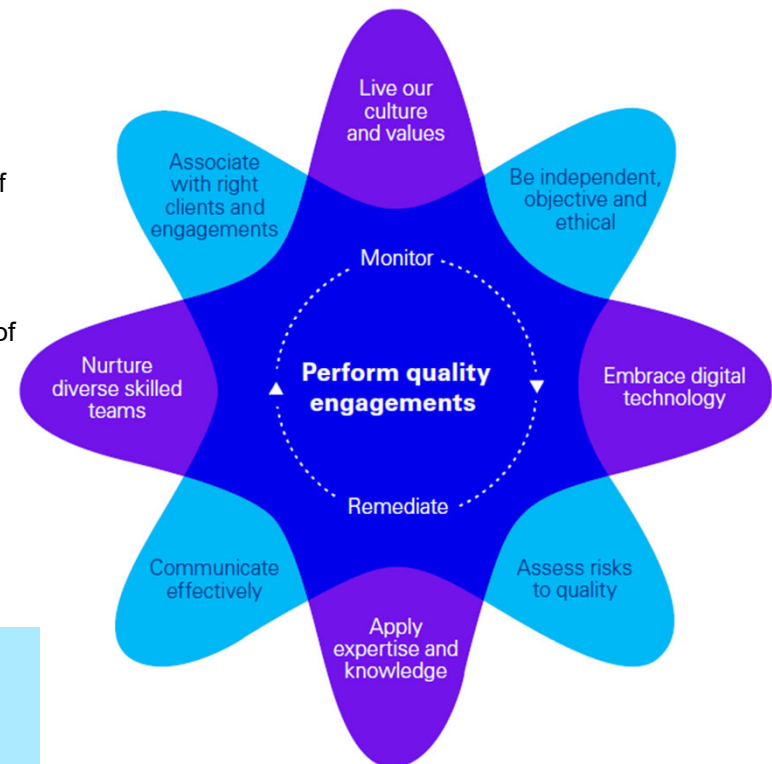 Live our
culture
and values
Associate
with right
clients and
engagements
Be independent,
objective and
ethical
f
Monitor
of
Nurture
diverse skilled
teams
Perform quality
engagements
Embrace digital
technology
Remediate
Communicate
effectively
Assess risks
to quality
Apply
expertise and
knowledge